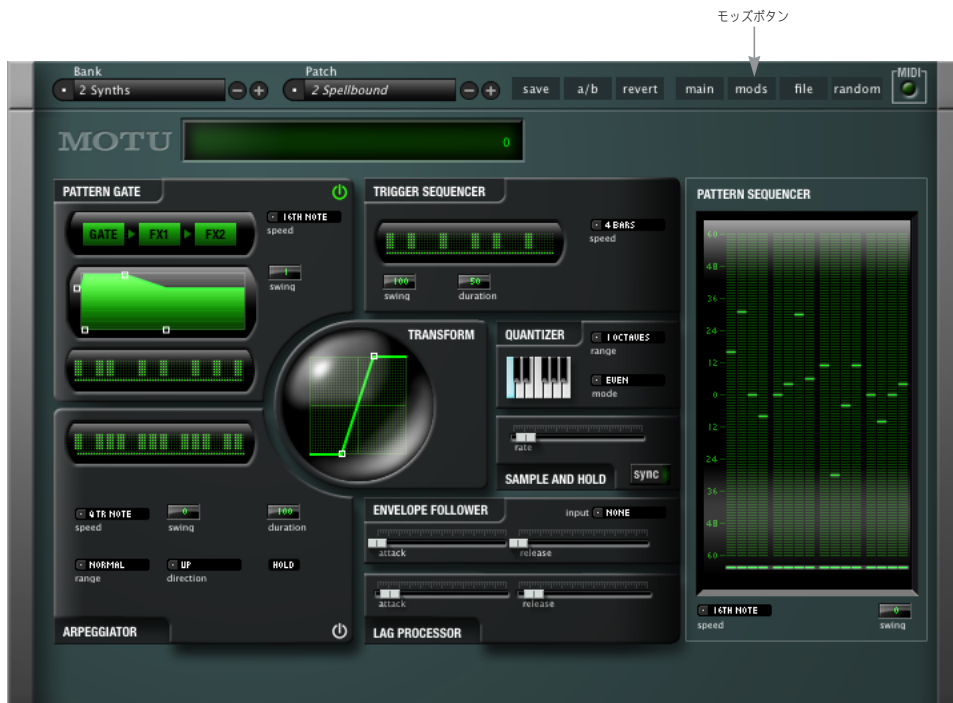 モッズボタン
Bank
Patch
MIDI
2 Synths
2 Spellbound
save
a/b
revert
main
mods
file
random
MOTU
0
PATTERN GATE
GATE
FX1
FX2
16TH NOTE
speed
1
swing
TRIGGER SEQUENCER
4 BARS
speed
100
swing
50
duration
TRANSFORM
QUANTIZER
1 OCTAVES
range
EVEN
mode
rate
SAMPLE AND HOLD
sync
ENVELOPE FOLLOWER
input
NONE
attack
release
attack
release
LAG PROCESSOR
QTR NOTE
speed
0
swing
100
duration
NORMAL
range
UP
direction
HOLD
ARPEGGIATOR
PATTERN SEQUENCER
60
48
36
24
12
0
12
24
36
48
60
16TH NOTE
speed
0
swing